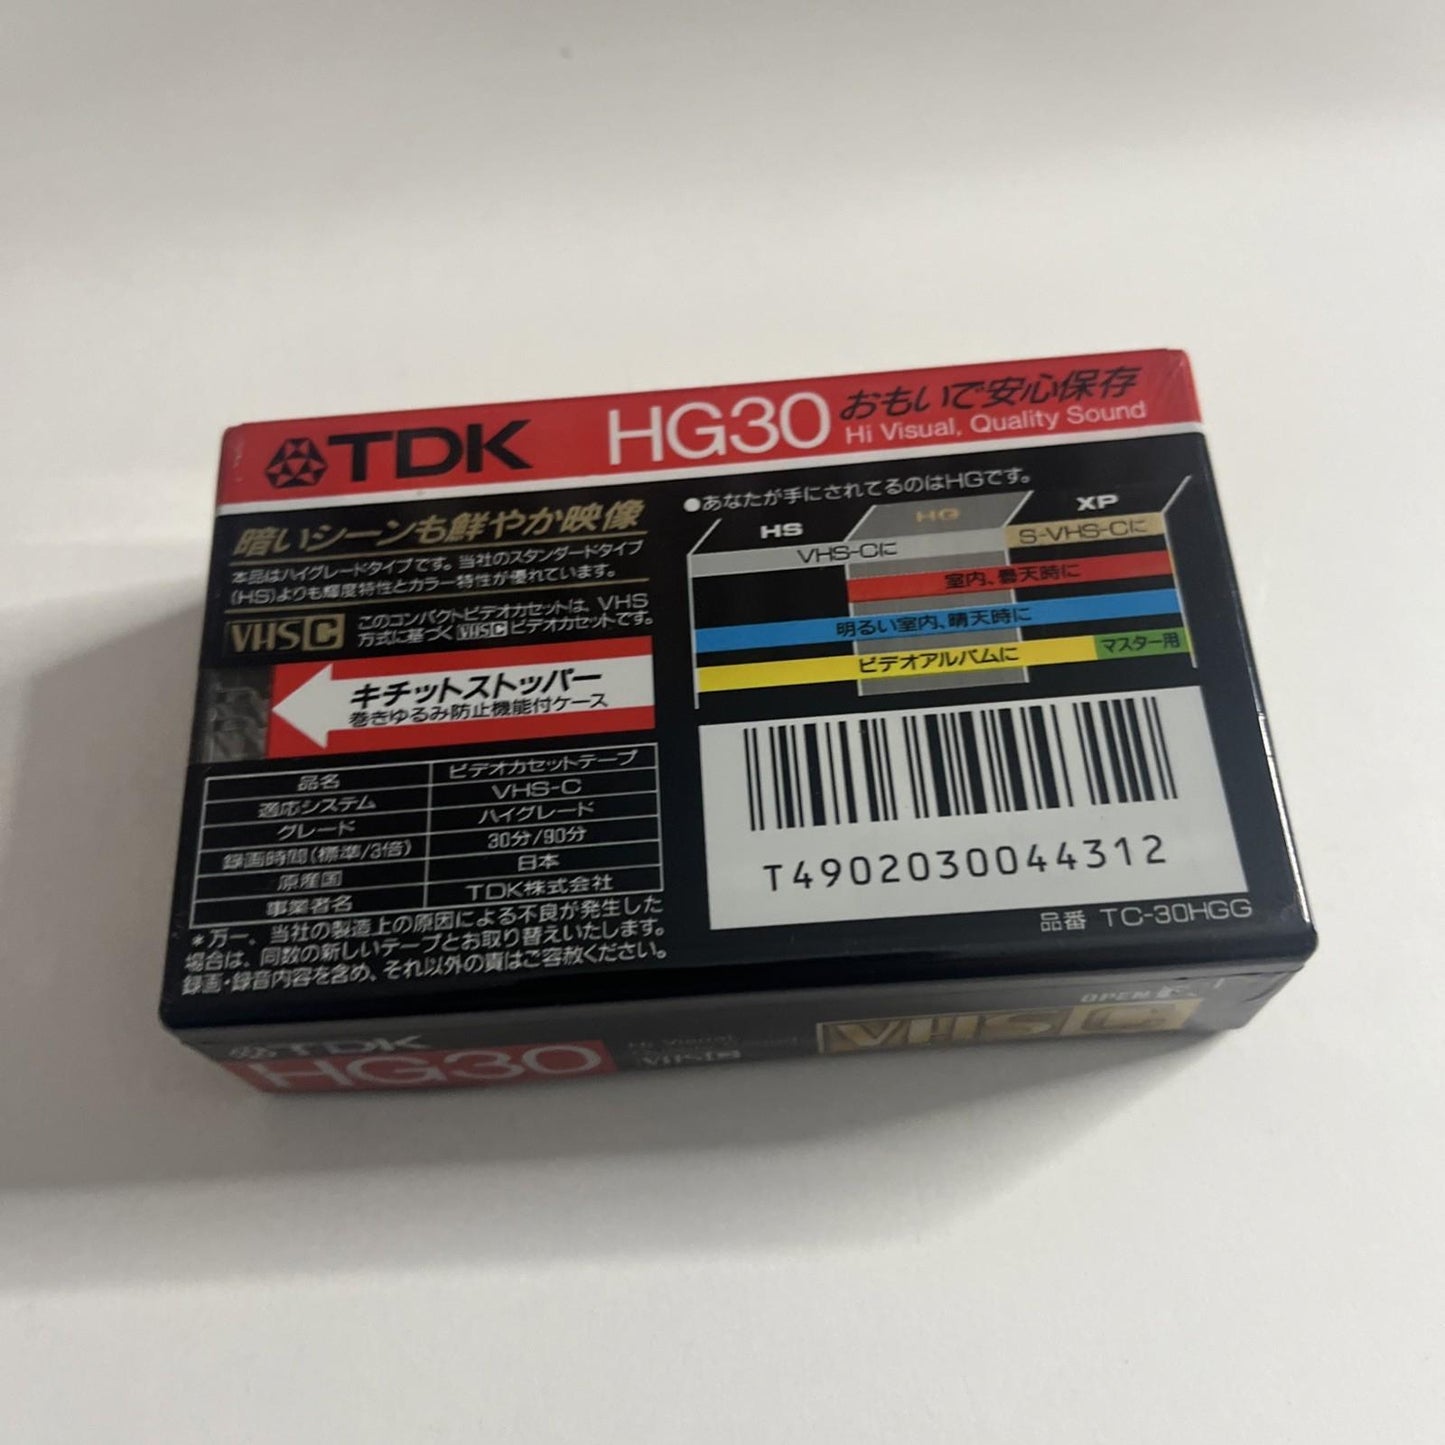 TDK HG30 おもいで安心保存
Hi Visual, Quality Sound
暗いシーンも鮮やか映像
本品はハイグレードタイプです。当社のスタンダードタイプ
(HS)よりも輝度特性とカラー特性が優れています。
VHSC このコンパクトビデオカセットは、VHS
方式に基づくVHSCビデオカセットです。
キチットストッパー
巻きゆるみ防止機能付ケース
品名 ビデオカセットテープ
適応システム VHS-C
グレード ハイグレード
録画時間(標準/3倍) 30分/90分
原産国 日本
事業者名 TDK株式会社
*万一、当社の製造上の原因による不良が発生した
場合は、同数の新しいテープとお取り替えいたします。
録画・録音内容を含め、それ以外の責はご容赦ください。
●あなたが手にされてるのはHGです。
HS HG XP
VHS-Cに S-VHS-Cに
室内、曇天時に
明るい室内、晴天時に
ビデオアルバムに マスター用
T4902030044312
品番 TC-30HGG
TDK
HG30
Hi Visual,
VHSC
OPEN